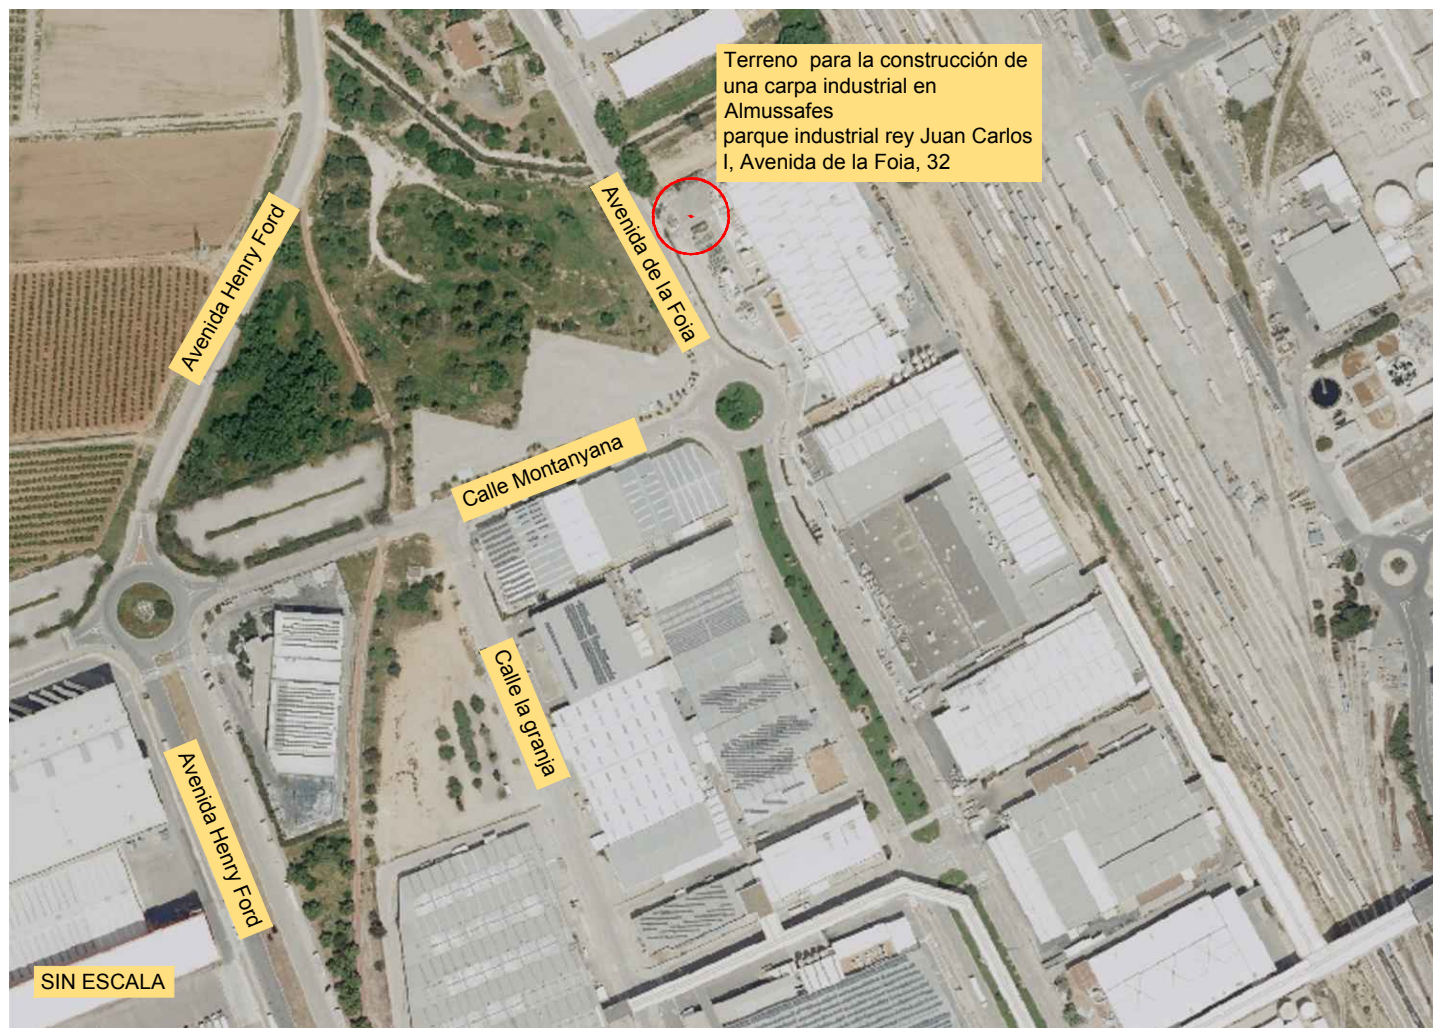 Terreno para la construcción de
una carpa industrial en
Almussafes
parque industrial rey Juan Carlos
I, Avenida de la Foia, 32
Avenida Henry Ford
Avenida de la Foia
Calle Montanyana
Calle la granja
Avenida Henry Ford
SIN ESCALA